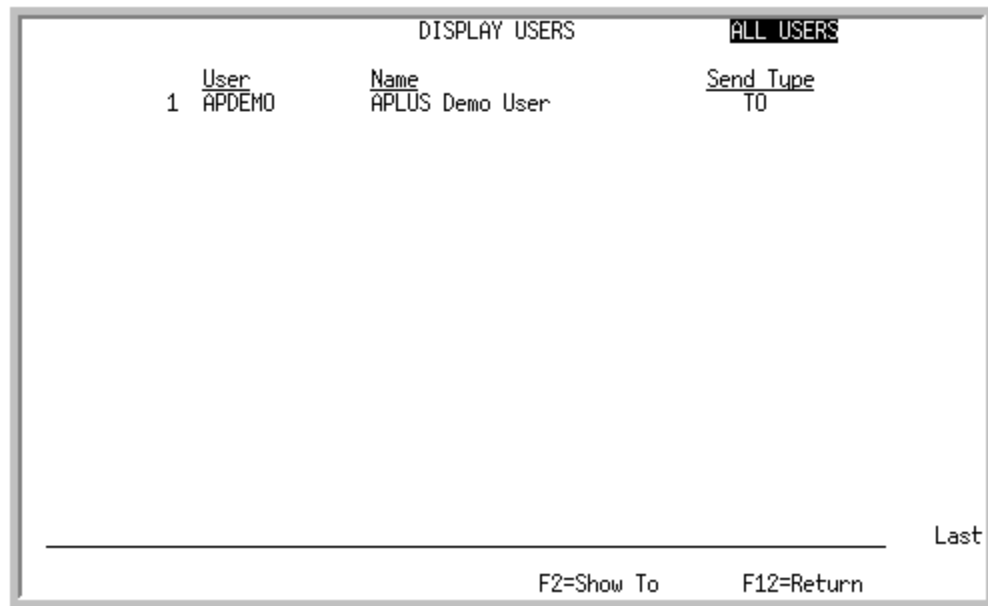 DISPLAY USERS ALL USERS
User Name Send Type
1 APDEMO APLUS Demo User TO
Last
F2=Show To F12=Return